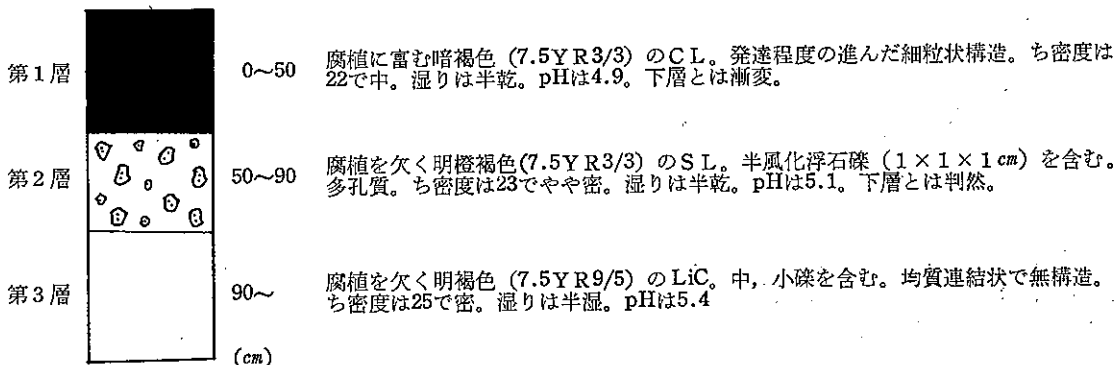 第1層
0~50
腐植に富む暗褐色 (7.5YR3/3) のCL。発達程度の進んだ細粒状構造。ち密度は
22で中。湿りは半乾。pHは4.9。下層とは漸変。
第2層
50~90
腐植を欠く明橙褐色(7.5YR3/3) のSL。半風化浮石礫 (1×1×1cm) を含む。
多孔質。ち密度は23でやや密。湿りは半乾。pHは5.1。下層とは判然。
第3層
90~
腐植を欠く明褐色 (7.5YR9/5) のLiC。中,小礫を含む。均質連結状で無構造。
ち密度は25で密。湿りは半湿。pHは5.4
(cm)